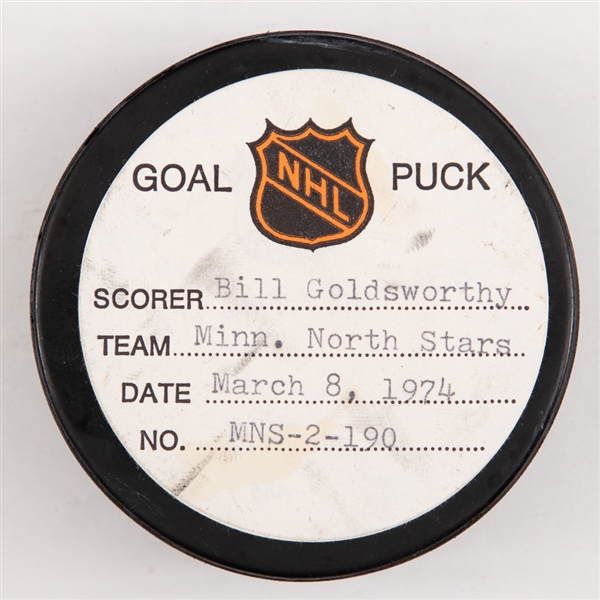 GOAL NHL PUCK
SCORER Bill Goldsworthy
TEAM Minn. North Stars
DATE March 8, 1974
NO. MNS-2-190